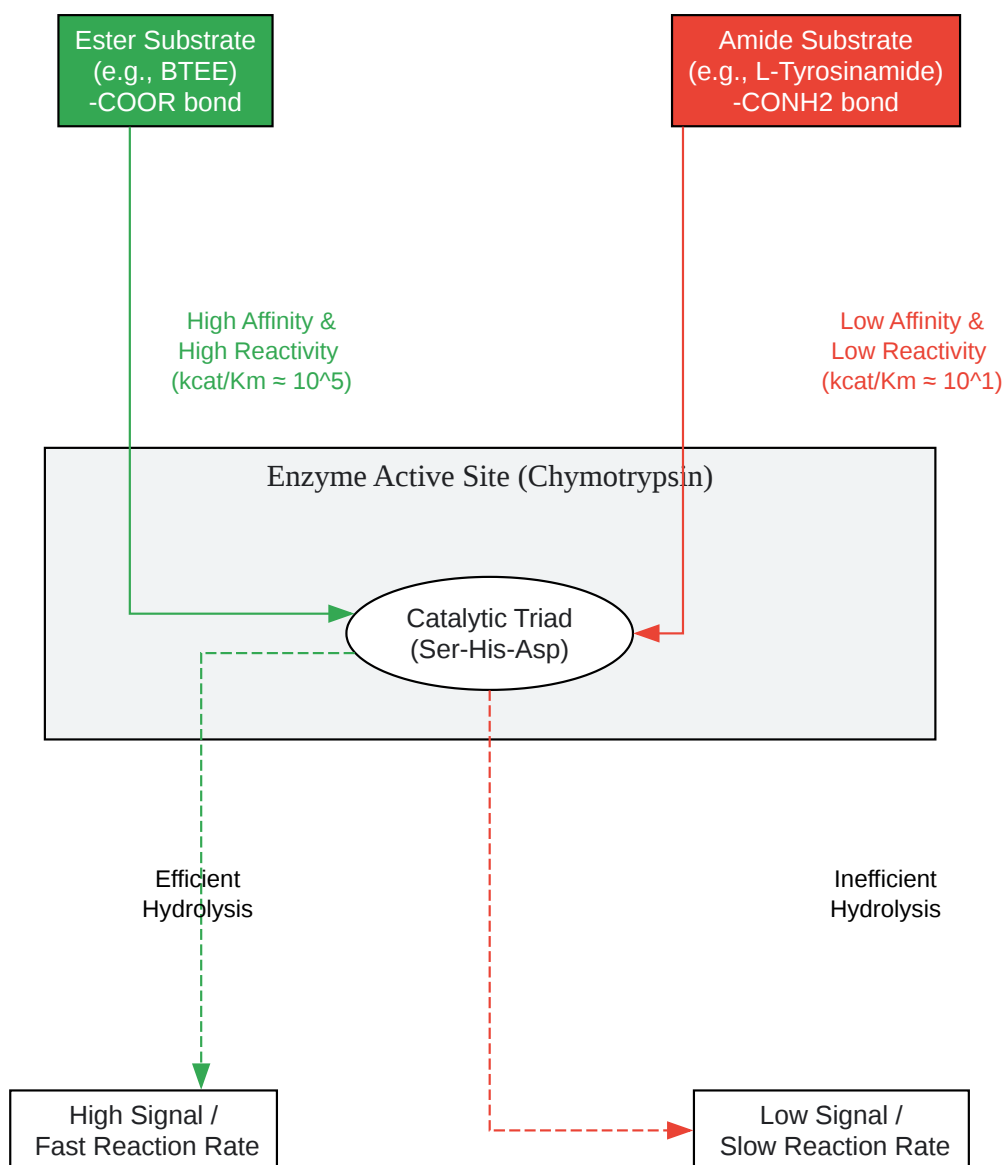 Ester Substrate
(e.g., BTEE)
-COOR bond
Amide Substrate
(e.g., L-Tyrosinamide)
-CONH2 bond
High Affinity &
High Reactivity
(kcat/Km ≈ 10^5)
Low Affinity &
Low Reactivity
(kcat/Km ≈ 10^1)
Enzyme Active Site (Chymotrypsin)
Catalytic Triad
(Ser-His-Asp)
Efficient
Hydrolysis
Inefficient
Hydrolysis
High Signal /
Fast Reaction Rate
Low Signal /
Slow Reaction Rate